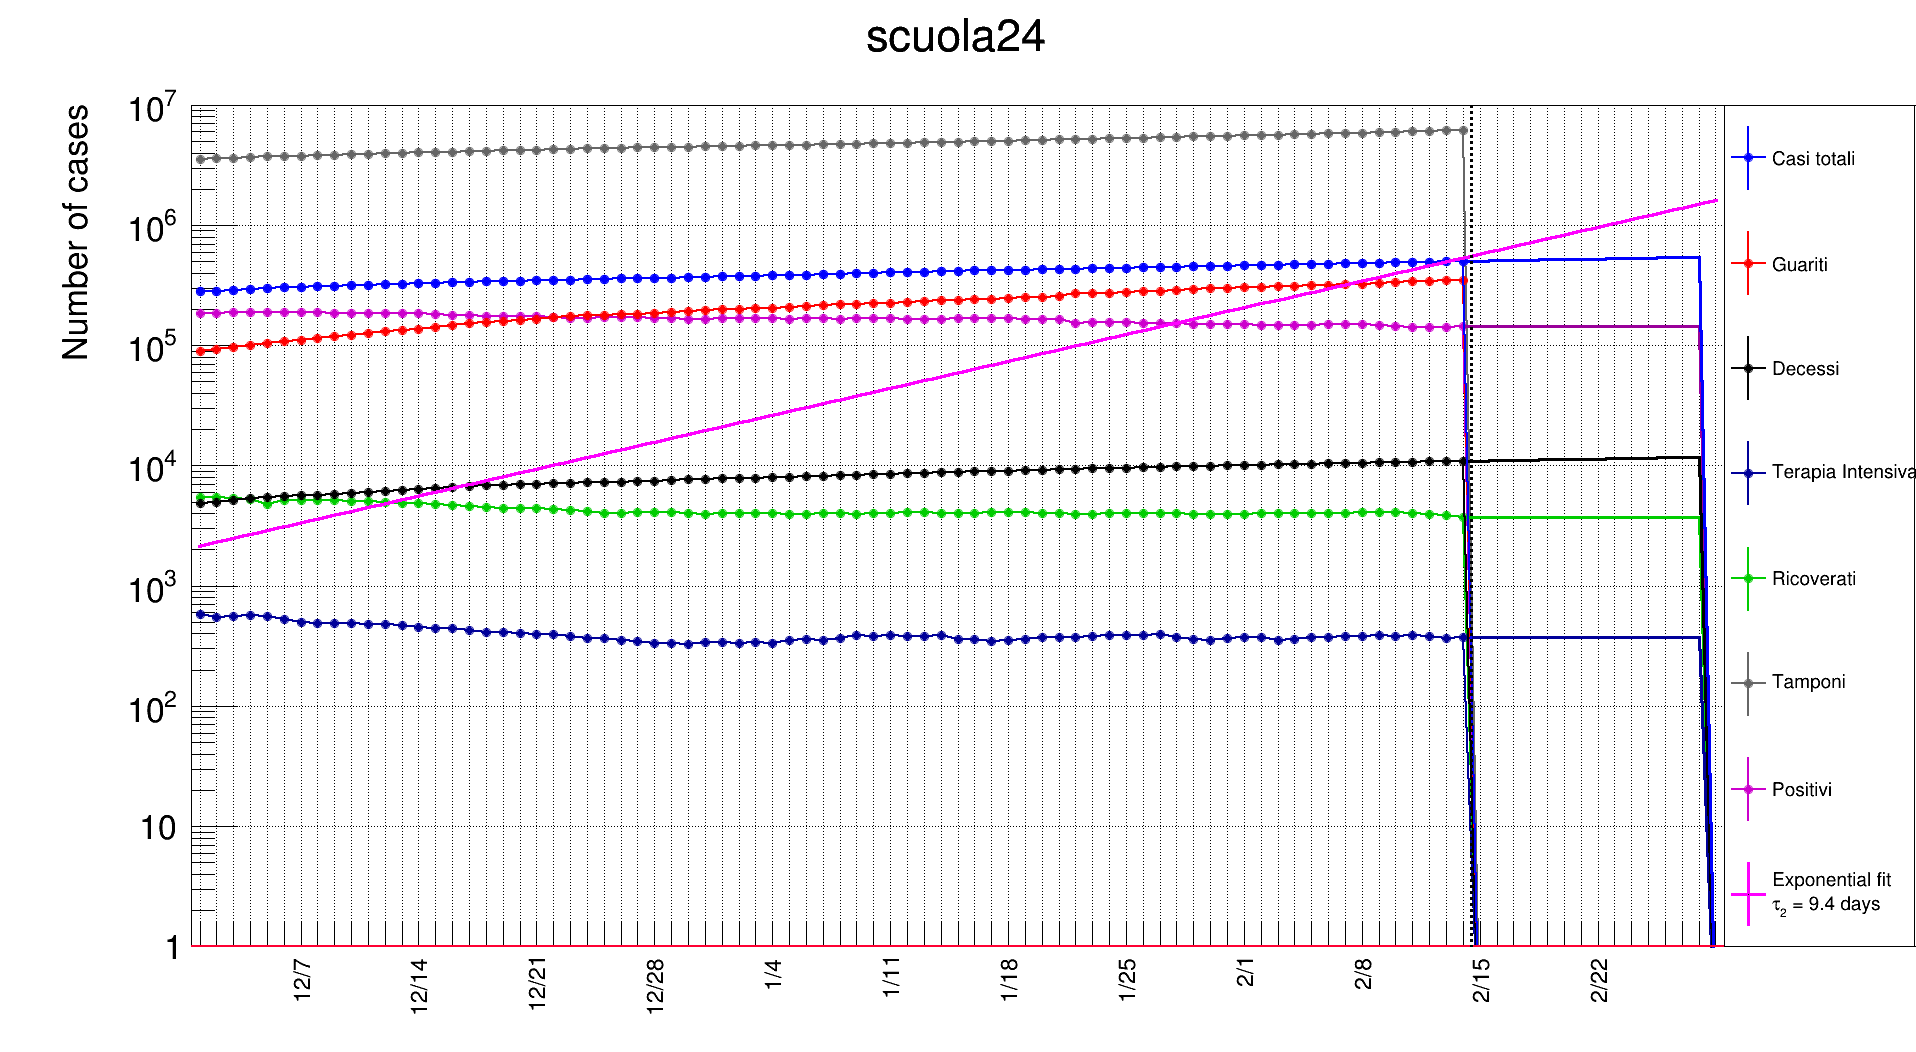 scuola24
Number of cases
10^7
10^6
10^5
10^4
10^3
10^2
10
1
12/7
12/14
12/21
12/28
1/4
1/11
1/18
1/25
2/1
2/8
2/15
2/22
Casi totali
Guariti
Decessi
Terapia Intensiva
Ricoverati
Tamponi
Positivi
Exponential fit
τ₂ = 9.4 days